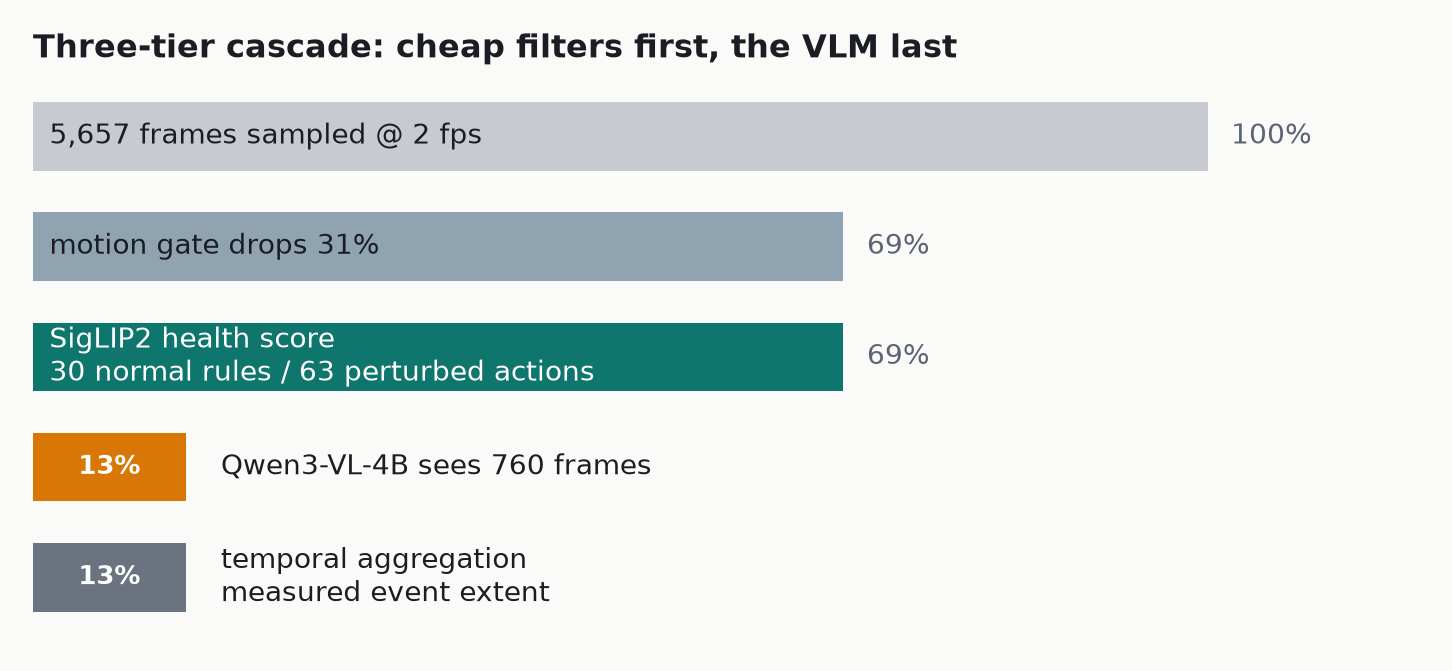 Three-tier cascade: cheap filters first, the VLM last
5,657 frames sampled @ 2 fps
100%
motion gate drops 31%
69%
SigLIP2 health score
30 normal rules / 63 perturbed actions
69%
13%
Qwen3-VL-4B sees 760 frames
13%
temporal aggregation
measured event extent